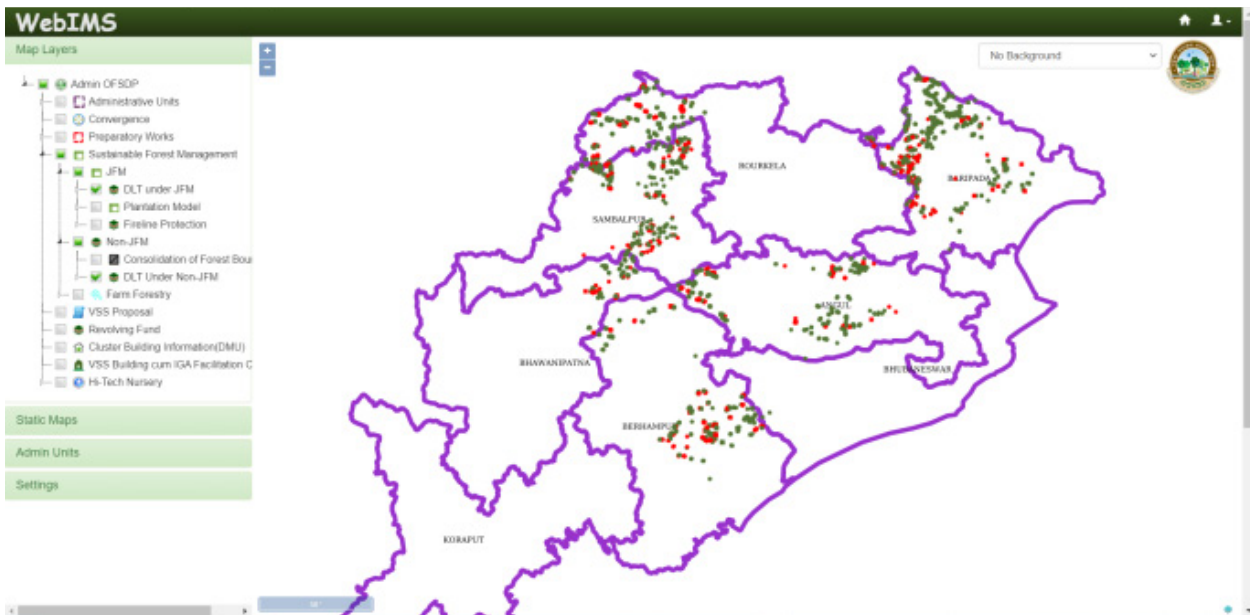 WebIMS
Map Layers
Admin OFSDP
Administrative Units
Convergence
Preparatory Works
Sustainable Forest Management
JFM
DLT under JFM
Plantation Model
Fireline Protection
Non-JFM
Consolidation of Forest Bou
DLT Under Non-JFM
Farm Forestry
VSS Proposal
Revolving Fund
Cluster Building Information(DMU)
VSS Building cum IGA Facilitation C
Hi-Tech Nursery
Static Maps
Admin Units
Settings
No Background
ROURKELA
BARIPADA
SAMBALPUR
ANGUL
BHAWANIPATNA
BHUBNESWAR
BERHAMPUR
KORAPUT